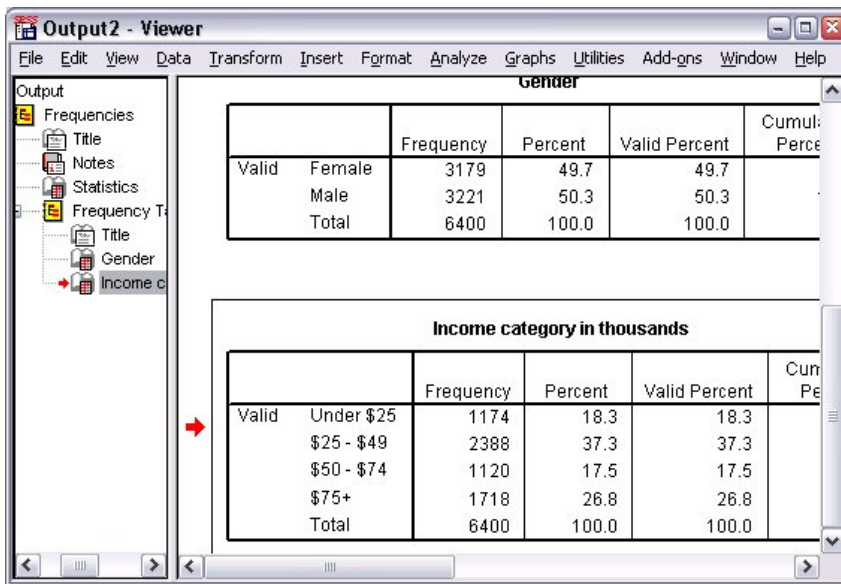 Output2 - Viewer
File Edit View Data Transform Insert Format Analyze Graphs Utilities Add-ons Window Help
Output
Frequencies
Title
Notes
Statistics
Frequency
Title
Gender
Income
Gender
Frequency Percent Valid Percent
Valid Female 3179 49.7 49.7
Male 3221 50.3 50.3
Total 6400 100.0 100.0
Income category in thousands
Frequency Percent Valid Percent
Valid Under $25 1174 18.3 18.3
$25 - $49 2388 37.3 37.3
$50 - $74 1120 17.5 17.5
$75+ 1718 26.8 26.8
Total 6400 100.0 100.0